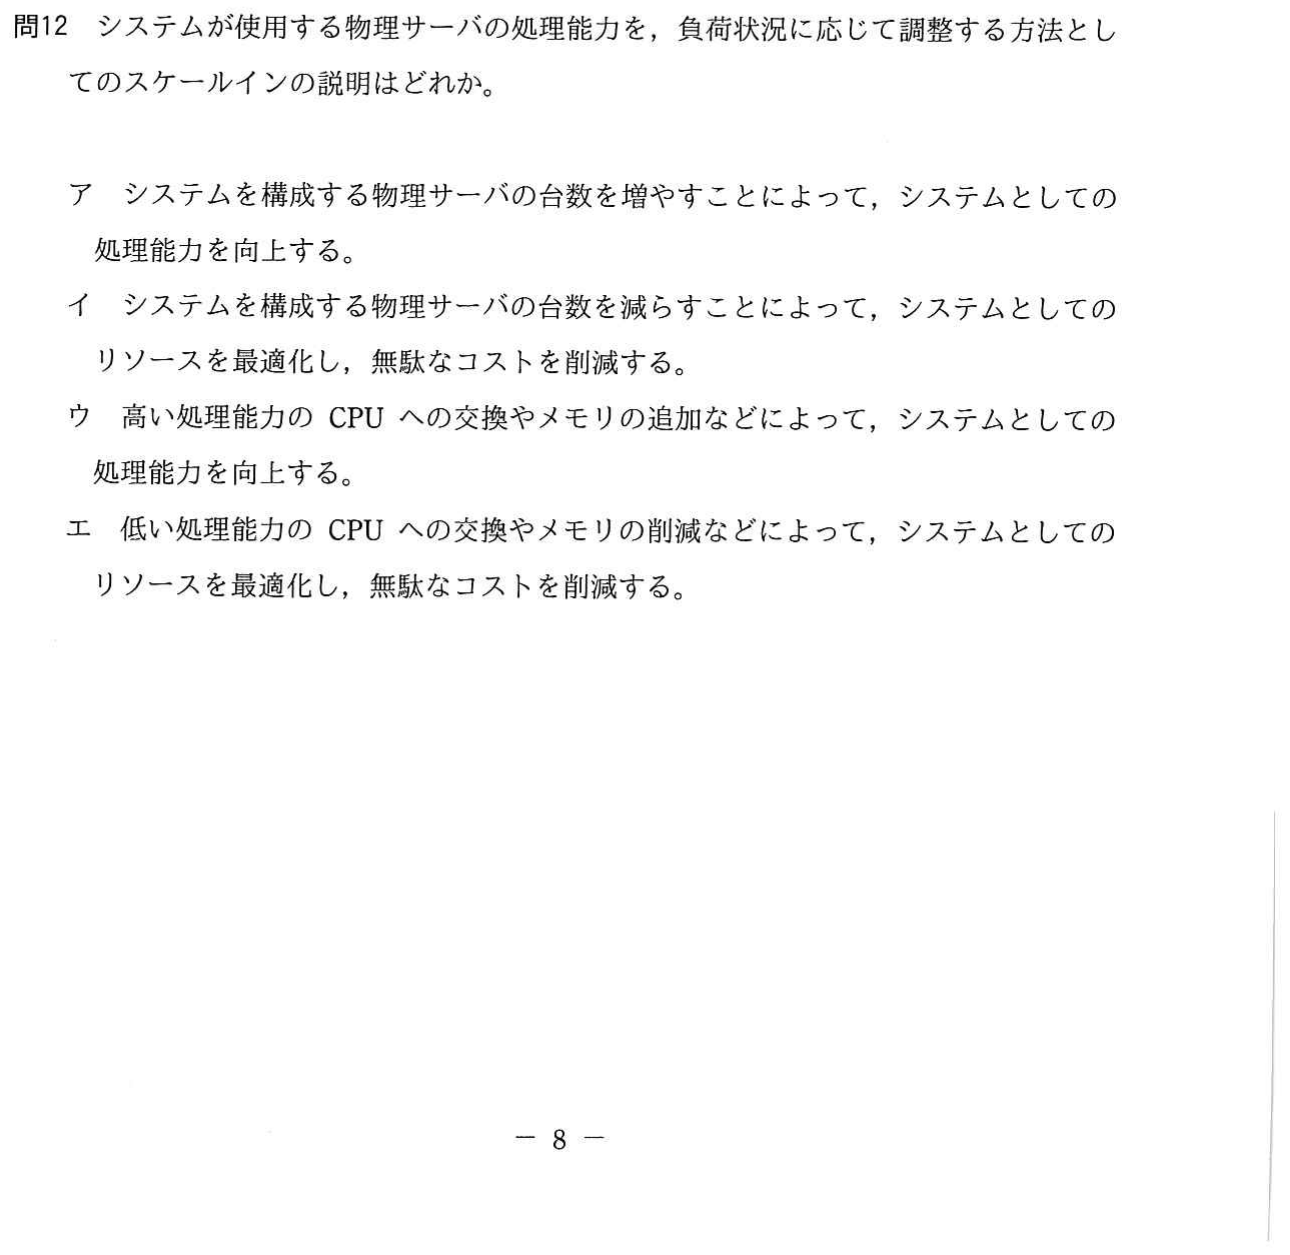 問12　システムが使用する物理サーバの処理能力を，負荷状況に応じて調整する方法とし
てのスケールインの説明はどれか。
ア　システムを構成する物理サーバの台数を増やすことによって，システムとしての
処理能力を向上する。
イ　システムを構成する物理サーバの台数を減らすことによって，システムとしての
リソースを最適化し，無駄なコストを削減する。
ウ　高い処理能力の CPU への交換やメモリの追加などによって，システムとしての
処理能力を向上する。
エ　低い処理能力の CPU への交換やメモリの削減などによって，システムとしての
リソースを最適化し，無駄なコストを削減する。
－ 8 －